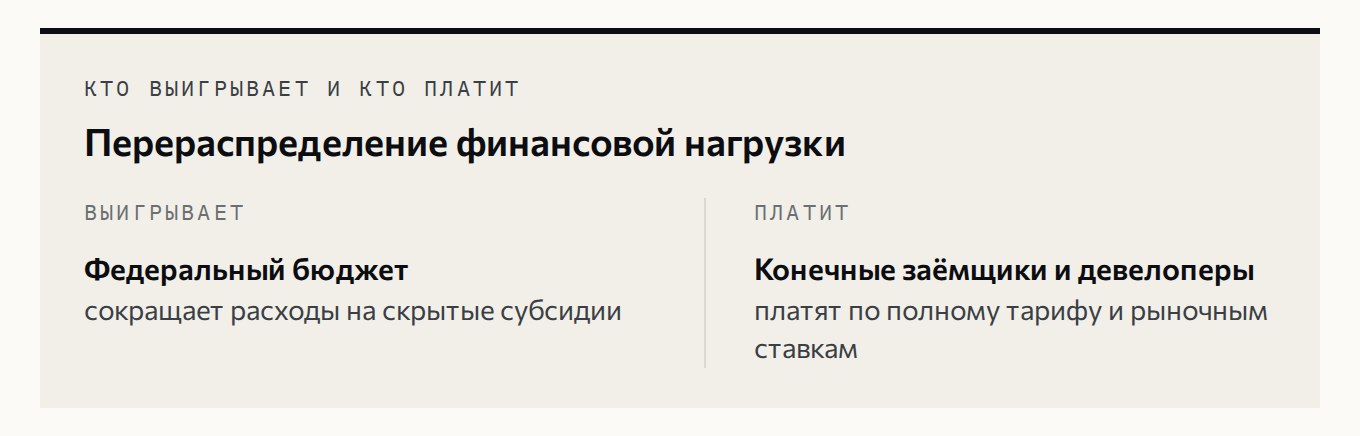 КТО ВЫИГРЫВАЕТ И КТО ПЛАТИТ
Перераспределение финансовой нагрузки
ВЫИГРЫВАЕТ
Федеральный бюджет
сокращает расходы на скрытые субсидии
ПЛАТИТ
Конечные заёмщики и девелоперы
платят по полному тарифу и рыночным
ставкам